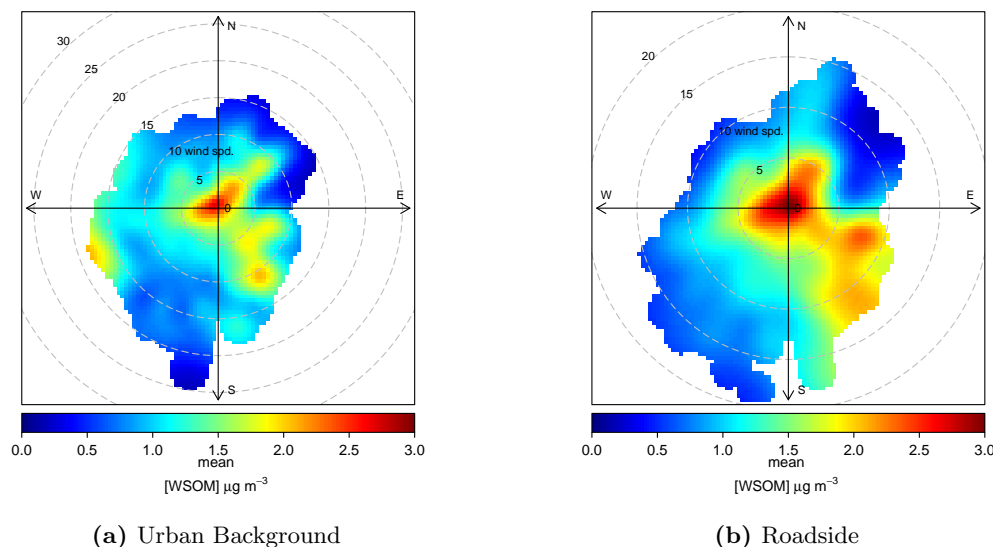 30
25
20
15
10 wind spd.
5
0
N
W
E
S
0.0 0.5 1.0 1.5 2.0 2.5 3.0
mean
[WSOM] µg m⁻³
(a) Urban Background
20
15
10 wind spd.
5
0
N
W
E
S
0.0 0.5 1.0 1.5 2.0 2.5 3.0
mean
[WSOM] µg m⁻³
(b) Roadside